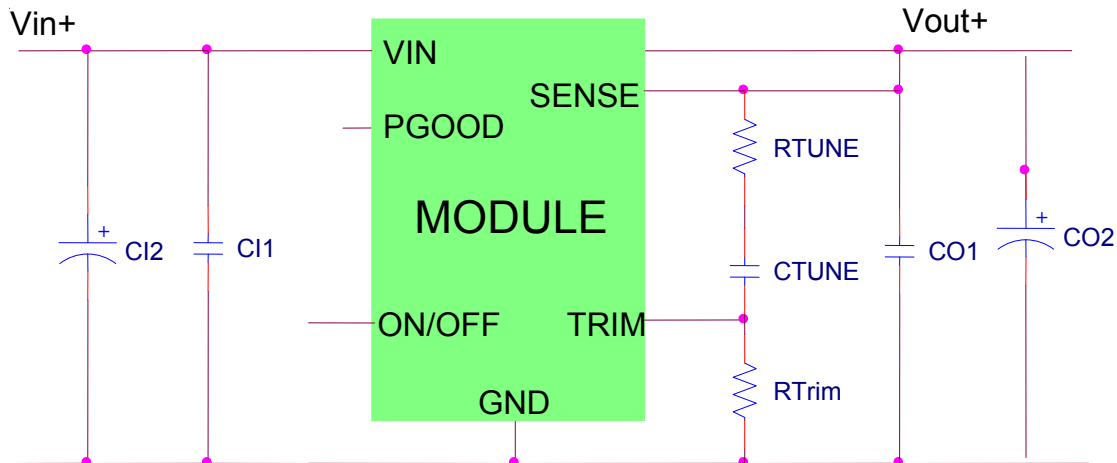 Vin+
Vout+
VIN
SENSE
PGOOD
RTUNE
MODULE
+
CI2
CI1
+
CO2
CO1
CTUNE
ON/OFF
TRIM
RTrim
GND